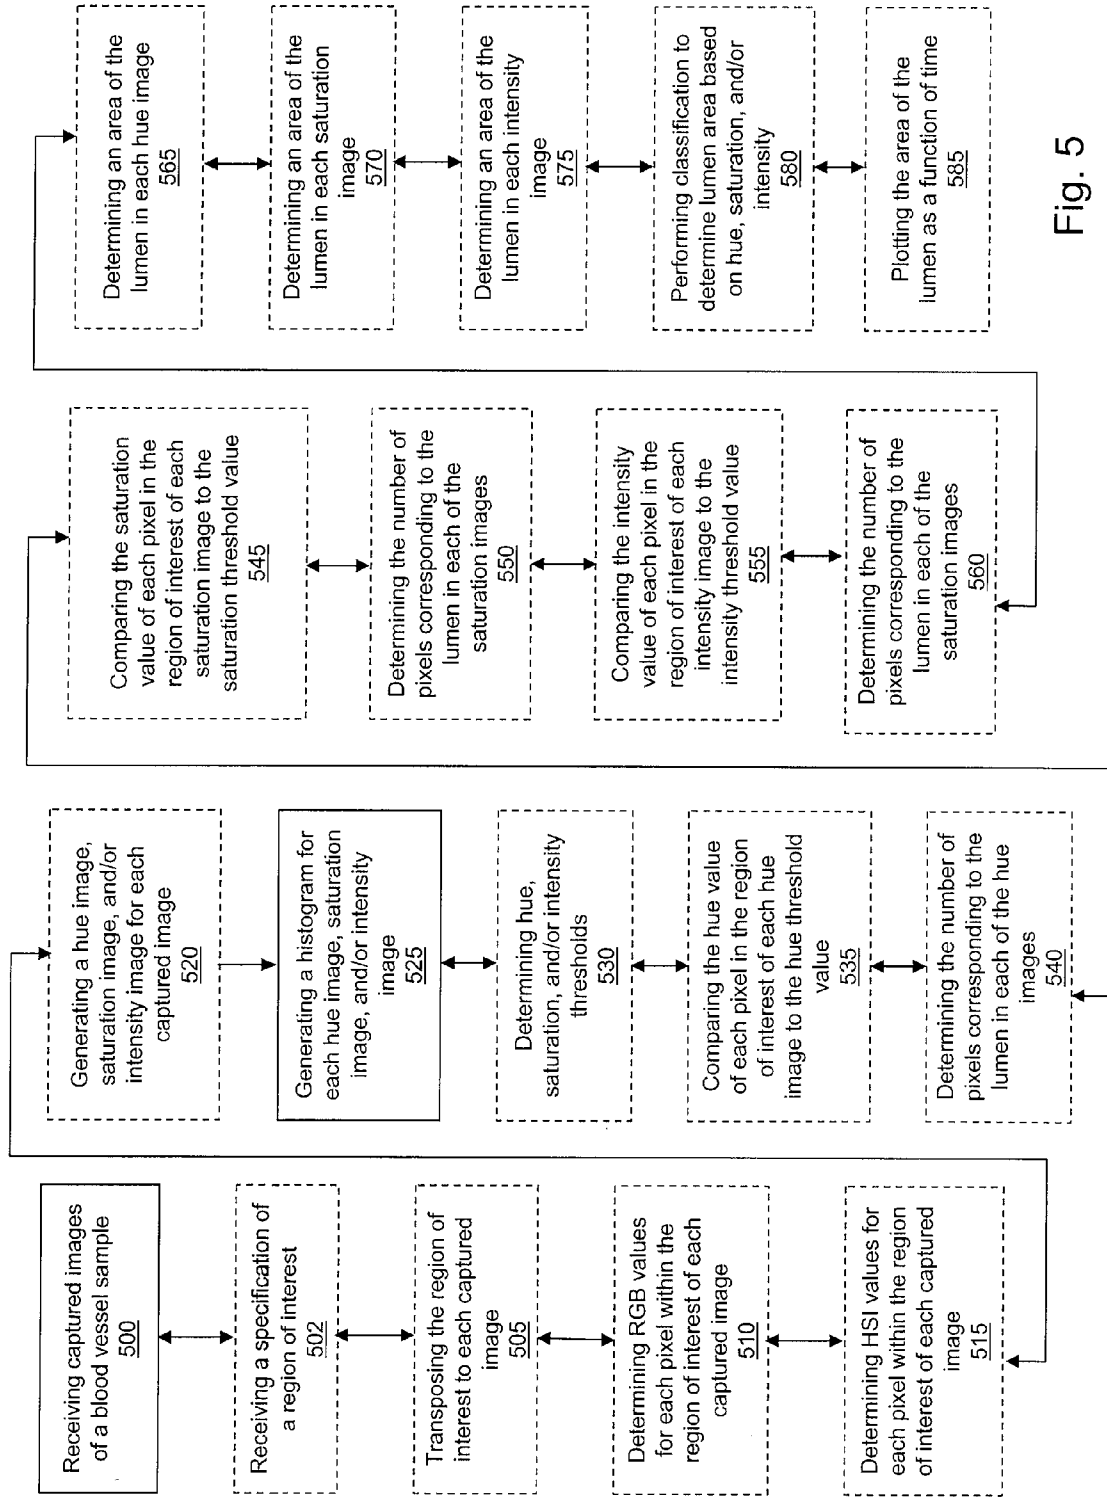 Receiving captured images
of a blood vessel sample
500
Receiving a specification of
a region of interest
502
Transposing the region of
interest to each captured
image
505
Determining RGB values
for each pixel within the
region of interest of each
captured image
510
Determining HSI values for
each pixel within the region
of interest of each captured
image
515
Generating a hue image,
saturation image, and/or
intensity image for each
captured image
520
Generating a histogram for
each hue image, saturation
image, and/or intensity
image
525
Determining hue,
saturation, and/or intensity
thresholds
530
Comparing the hue value
of each pixel in the region
of interest of each hue
image to the hue threshold
value
535
Determining the number of
pixels corresponding to the
lumen in each of the hue
images
540
Comparing the saturation
value of each pixel in the
region of interest of each
saturation image to the
saturation threshold value
545
Determining the number of
pixels corresponding to the
lumen in each of the
saturation images
550
Comparing the intensity
value of each pixel in the
region of interest of each
intensity image to the
intensity threshold value
555
Determining the number of
pixels corresponding to the
lumen in each of the
saturation images
560
Determining an area of the
lumen in each hue image
565
Determining an area of the
lumen in each saturation
image
570
Determining an area of the
lumen in each intensity
image
575
Performing classification to
determine lumen area based
on hue, saturation, and/or
intensity
580
Plotting the area of the
lumen as a function of time
585
Fig. 5